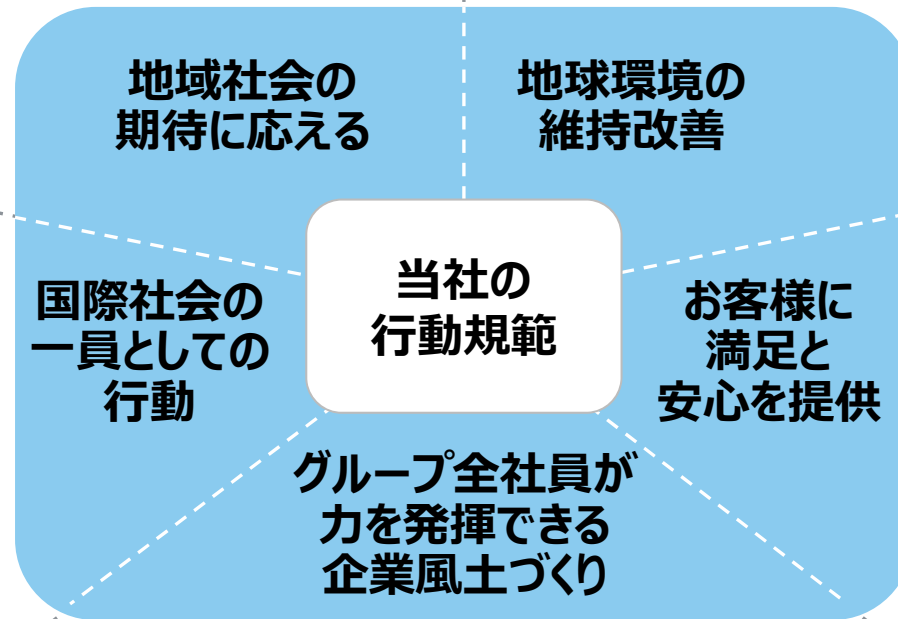 地域社会の
期待に応える
地球環境の
維持改善
当社の
行動規範
国際社会の
一員としての
行動
お客様に
満足と
安心を提供
グループ全社員が
力を発揮できる
企業風土づくり